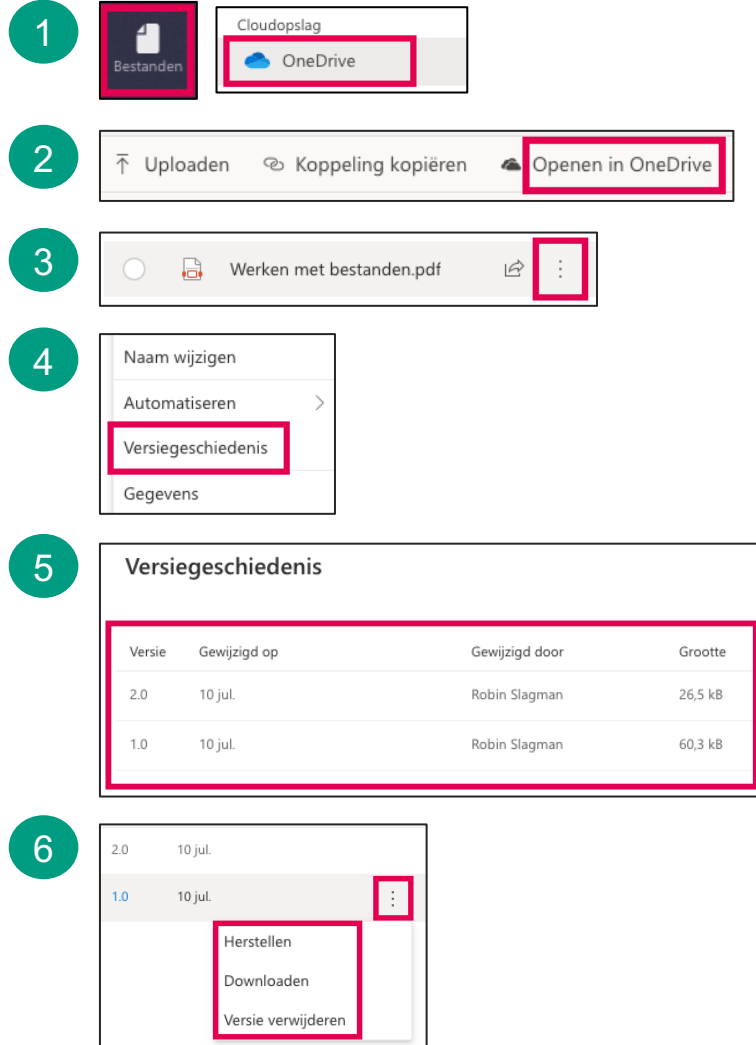 1
Bestanden
Cloudopslag
OneDrive
2
Uploaden Koppeling kopiëren Openen in OneDrive
3
Werken met bestanden.pdf
4
Naam wijzigen
Automatiseren
Versiegeschiedenis
Gegevens
5
Versiegeschiedenis
Versie Gewijzigd op Gewijzigd door Grootte
2.0 10 jul. Robin Slagman 26,5 kB
1.0 10 jul. Robin Slagman 60,3 kB
6
2.0 10 jul.
1.0 10 jul.
Herstellen
Downloaden
Versie verwijderen